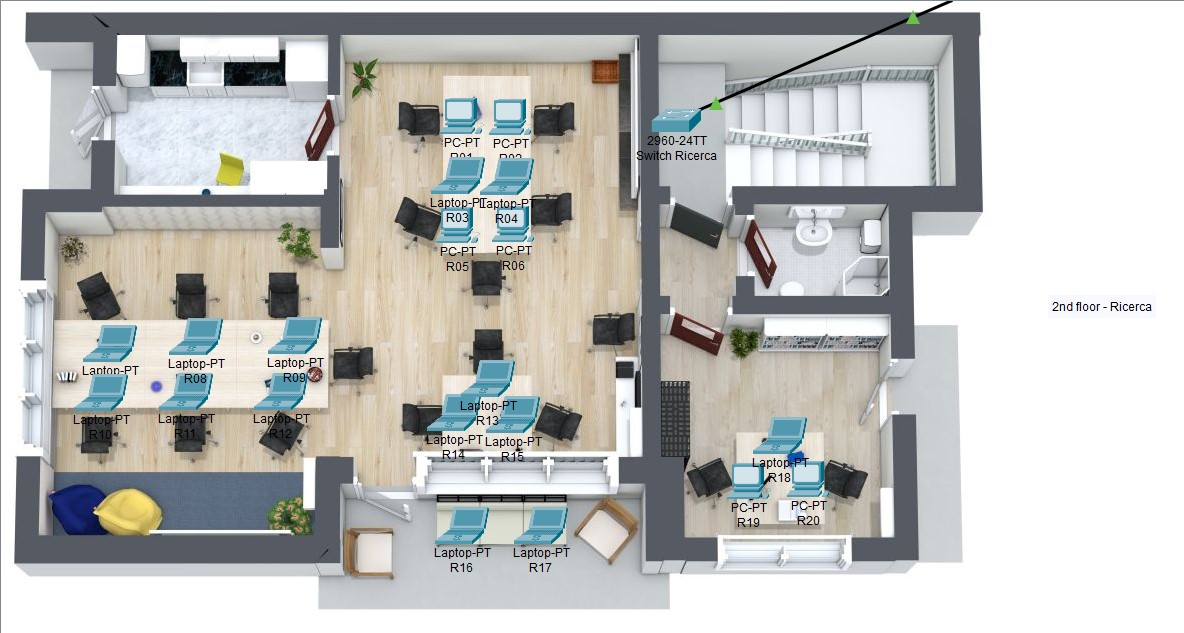 2960-24TT
Switch Ricerca
PC-PT
R01
PC-PT
Laptop-PT
R03
Laptop-PT
R04
PC-PT
R05
PC-PT
R06
2nd floor - Ricerca
Laptop-PT
Laptop-PT
R08
Laptop-PT
R09
Laptop-PT
R10
Laptop-PT
R11
Laptop-PT
R12
Laptop-PT
R13
Laptop-PT
R14
Laptop-PT
R15
Laptop-PT
R18
PC-PT
R19
PC-PT
R20
Laptop-PT
R16
Laptop-PT
R17